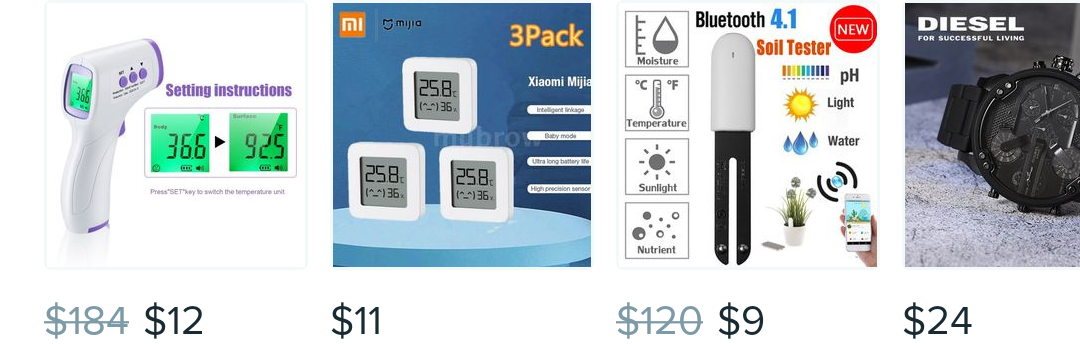 Setting instructions
36.6
Body
36.6
Surface
°F
92.5
Press"SET"key to switch the temperature unit
$184 $12
mi
mijia
3Pack
Xiaomi Mijia
25.8
(^_^) 36
Intelligent linkage
Baby mode
Ultra long battery life
High precision sensor
25.8
(^_^) 36
25.8
(^_^) 36
$11
Bluetooth 4.1
NEW
Soil Tester
Moisture
pH
°C °F
Temperature
Light
Water
Sunlight
Nutrient
$120 $9
DIESEL
FOR SUCCESSFUL LIVING
$24